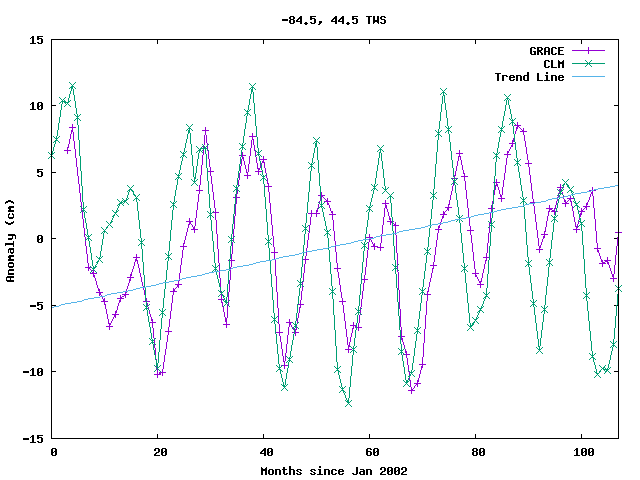 -84.5, 44.5 TWS
GRACE
CLM
Trend Line
15
10
5
0
-5
-10
-15
Anomaly (cm)
0 20 40 60 80 100
Months since Jan 2002